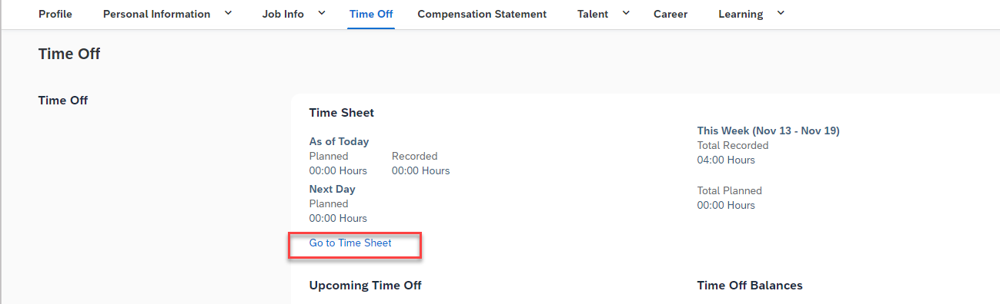 Profile Personal Information Job Info Time Off Compensation Statement Talent Career Learning
Time Off
Time Off
Time Sheet
As of Today
Planned Recorded
00:00 Hours 00:00 Hours
Next Day
Planned
00:00 Hours
Go to Time Sheet
This Week (Nov 13 - Nov 19)
Total Recorded
04:00 Hours
Total Planned
00:00 Hours
Upcoming Time Off
Time Off Balances